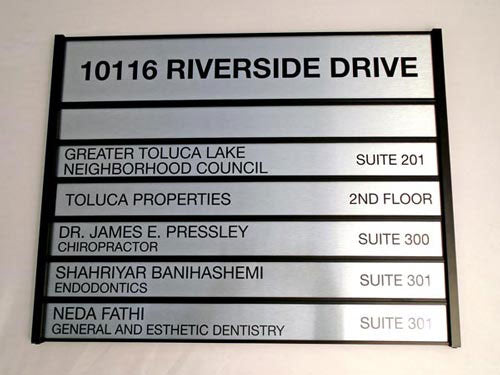 10116 RIVERSIDE DRIVE
GREATER TOLUCA LAKE
NEIGHBORHOOD COUNCIL SUITE 201
TOLUCA PROPERTIES 2ND FLOOR
DR. JAMES E. PRESSLEY
CHIROPRACTOR SUITE 300
SHAHRIYAR BANIHASHEMI
ENDODONTICS SUITE 301
NEDA FATHI
GENERAL AND ESTHETIC DENTISTRY SUITE 301